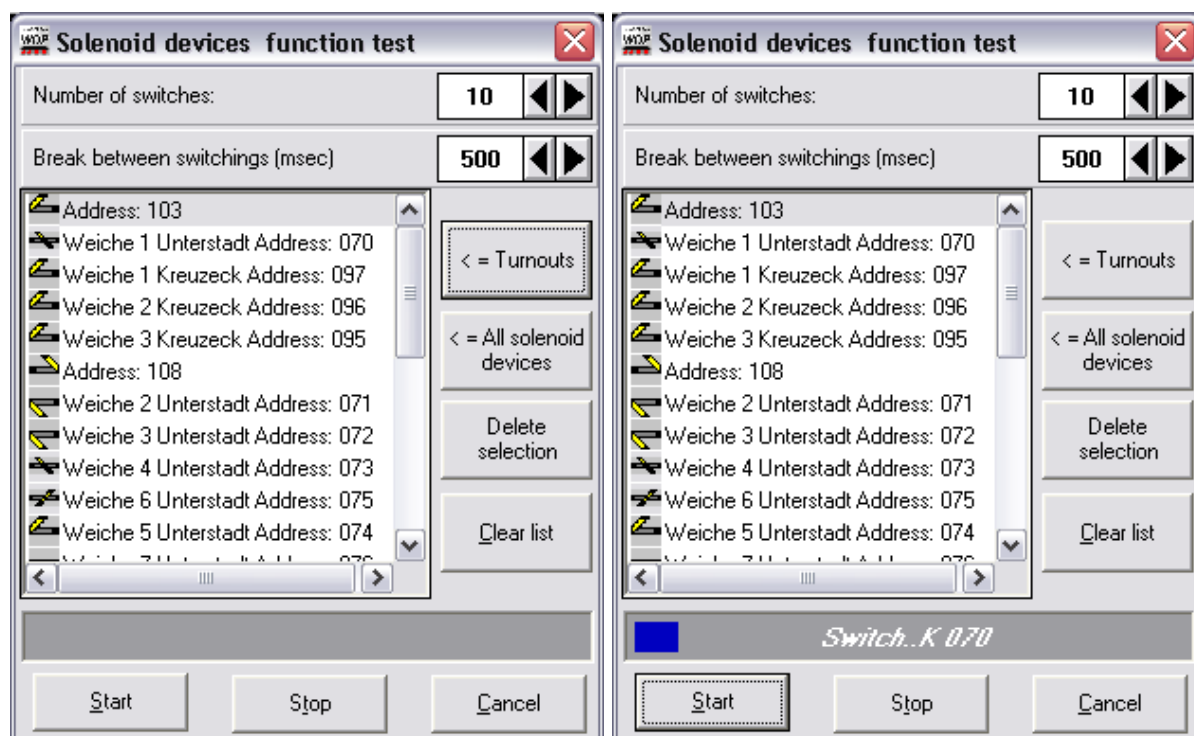 Solenoid devices function test
Number of switches:
10
Break between switchings (msec)
500
Address: 103
Weiche 1 Unterstadt Address: 070
Weiche 1 Kreuzeck Address: 097
Weiche 2 Kreuzeck Address: 096
Weiche 3 Kreuzeck Address: 095
Address: 108
Weiche 2 Unterstadt Address: 071
Weiche 3 Unterstadt Address: 072
Weiche 4 Unterstadt Address: 073
Weiche 6 Unterstadt Address: 075
Weiche 5 Unterstadt Address: 074
< = Turnouts
< = All solenoid
devices
Delete
selection
Clear list
Start
Stop
Cancel
Solenoid devices function test
Number of switches:
10
Break between switchings (msec)
500
Address: 103
Weiche 1 Unterstadt Address: 070
Weiche 1 Kreuzeck Address: 097
Weiche 2 Kreuzeck Address: 096
Weiche 3 Kreuzeck Address: 095
Address: 108
Weiche 2 Unterstadt Address: 071
Weiche 3 Unterstadt Address: 072
Weiche 4 Unterstadt Address: 073
Weiche 6 Unterstadt Address: 075
Weiche 5 Unterstadt Address: 074
< = Turnouts
< = All solenoid
devices
Delete
selection
Clear list
Switch..K 070
Start
Stop
Cancel